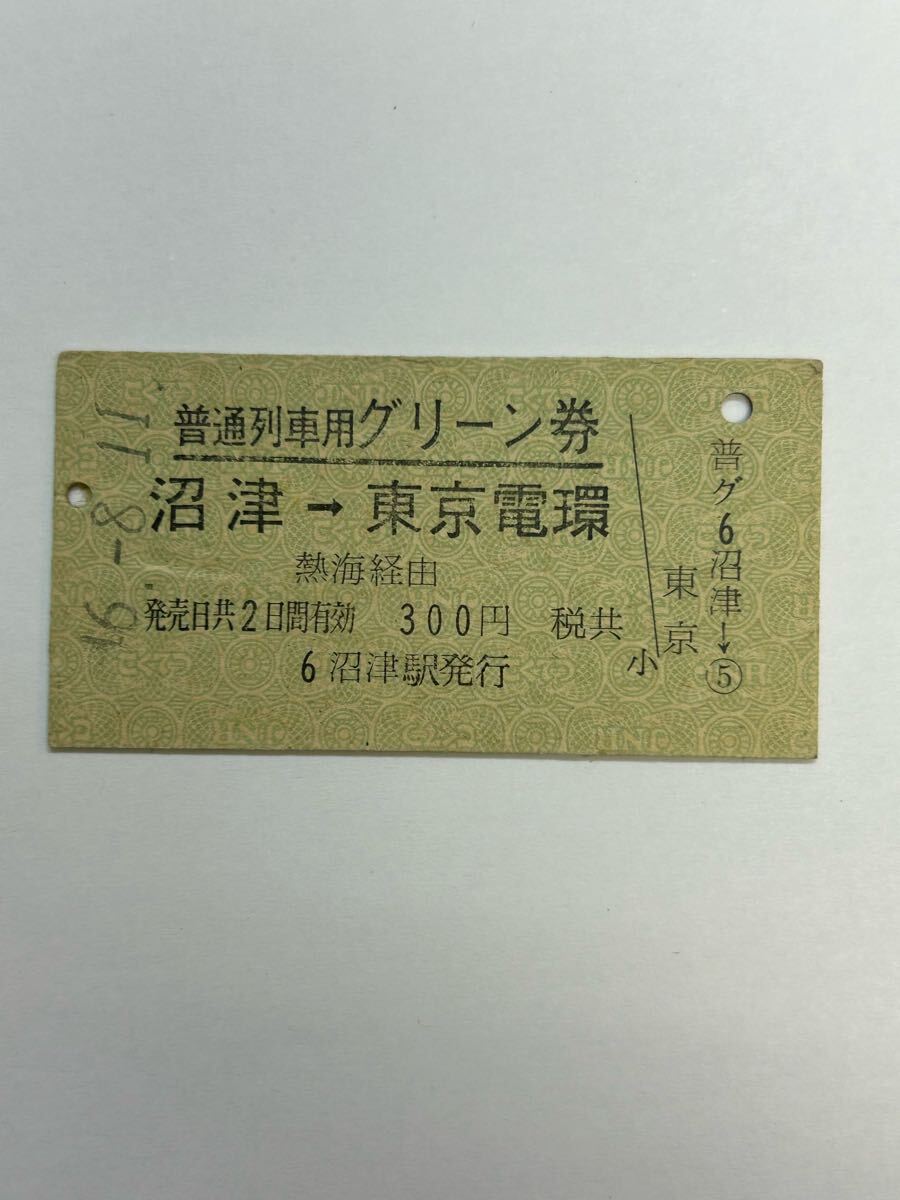 普通列車用グリーン券
沼津→東京電環
熱海経由
発売日共2日間有効 300円 税共
6沼津駅発行
小
東京
普グ6沼津→⑤
46.-8.11